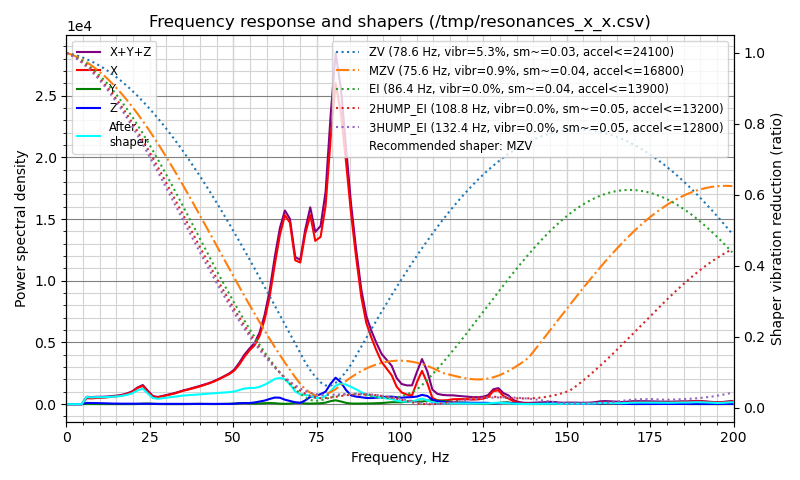 Frequency response and shapers (/tmp/resonances_x_x.csv)
1e4
X+Y+Z
X
Y
Z
After
shaper
ZV (78.6 Hz, vibr=5.3%, sm~=0.03, accel<=24100)
MZV (75.6 Hz, vibr=0.9%, sm~=0.04, accel<=16800)
EI (86.4 Hz, vibr=0.0%, sm~=0.04, accel<=13900)
2HUMP_EI (108.8 Hz, vibr=0.0%, sm~=0.05, accel<=13200)
3HUMP_EI (132.4 Hz, vibr=0.0%, sm~=0.05, accel<=12800)
Recommended shaper: MZV
Power spectral density
2.5
2.0
1.5
1.0
0.5
0.0
1.0
0.8
0.6
0.4
0.2
0.0
Shaper vibration reduction (ratio)
0 25 50 75 100 125 150 175 200
Frequency, Hz